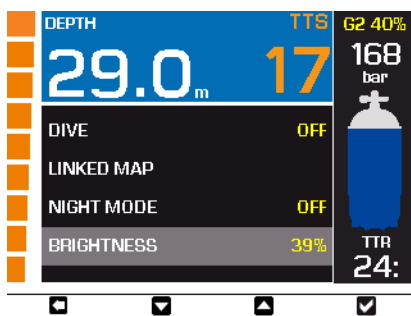 DEPTH TTS G2 40%
29.0m 17 168
bar
DIVE OFF
LINKED MAP
NIGHT MODE OFF
BRIGHTNESS 39%
TTR
24: